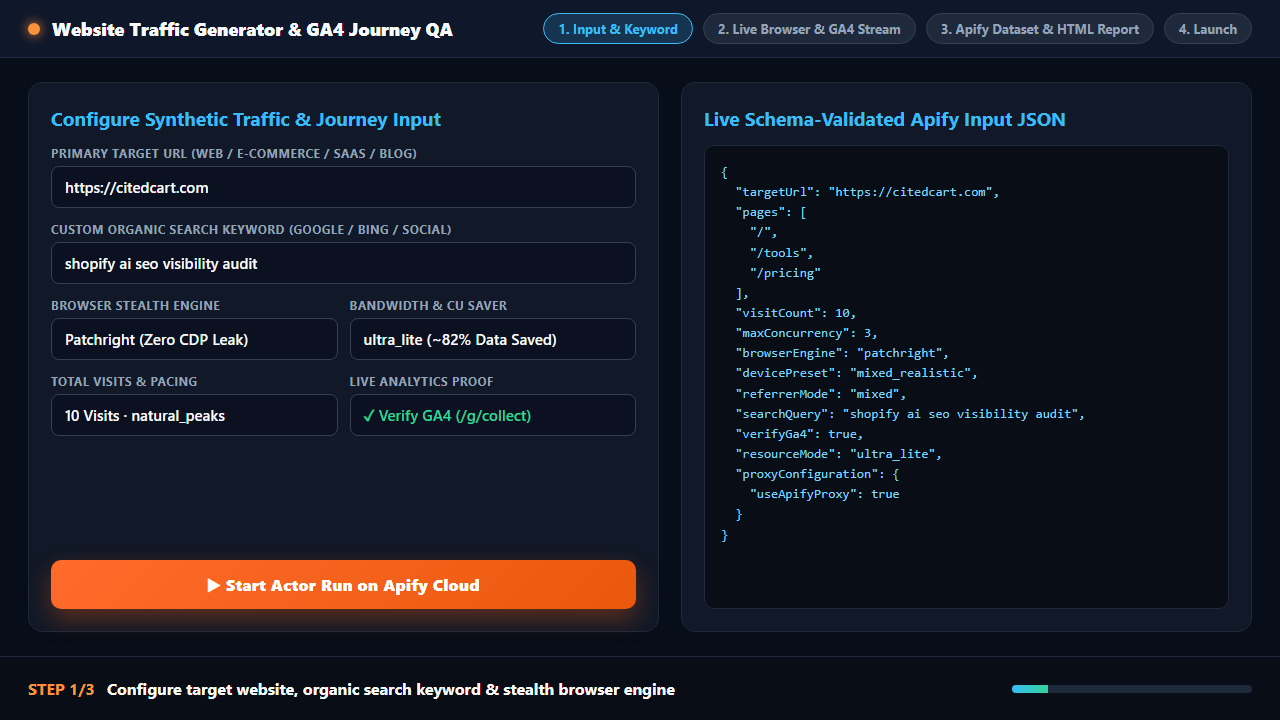 Website Traffic Generator & GA4 Journey QA
1. Input & Keyword
2. Live Browser & GA4 Stream
3. Apify Dataset & HTML Report
4. Launch
Configure Synthetic Traffic & Journey Input
PRIMARY TARGET URL (WEB / E-COMMERCE / SAAS / BLOG)
https://citedcart.com
CUSTOM ORGANIC SEARCH KEYWORD (GOOGLE / BING / SOCIAL)
shopify ai seo visibility audit
BROWSER STEALTH ENGINE
Patchright (Zero CDP Leak)
BANDWIDTH & CU SAVER
ultra_lite (~82% Data Saved)
TOTAL VISITS & PACING
10 Visits · natural_peaks
LIVE ANALYTICS PROOF
✓ Verify GA4 (/g/collect)
▶ Start Actor Run on Apify Cloud
Live Schema-Validated Apify Input JSON
{
  "targetUrl": "https://citedcart.com",
  "pages": [
    "/",
    "/tools",
    "/pricing"
  ],
  "visitCount": 10,
  "maxConcurrency": 3,
  "browserEngine": "patchright",
  "devicePreset": "mixed_realistic",
  "referrerMode": "mixed",
  "searchQuery": "shopify ai seo visibility audit",
  "verifyGa4": true,
  "resourceMode": "ultra_lite",
  "proxyConfiguration": {
    "useApifyProxy": true
  }
}
STEP 1/3 Configure target website, organic search keyword & stealth browser engine